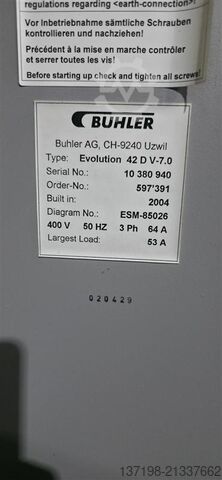 regulations regarding <earth-connection>
Vor Inbetriebnahme sämtliche Schrauben
kontrollieren und nachziehen!
Précédent à la mise en marche contrôler
et serrer toutes les vis!
Before starting up check and tighten all screws!
BUHLER
Buhler AG, CH-9240 Uzwil
Type: Evolution 42 D V-7.0
Serial No.: 10 380 940
Order-No.: 597'391
Built in: 2004
Diagram No.: ESM-85026
400 V 50 HZ 3 Ph 64 A
Largest Load: 53 A
020429
137198-21337662